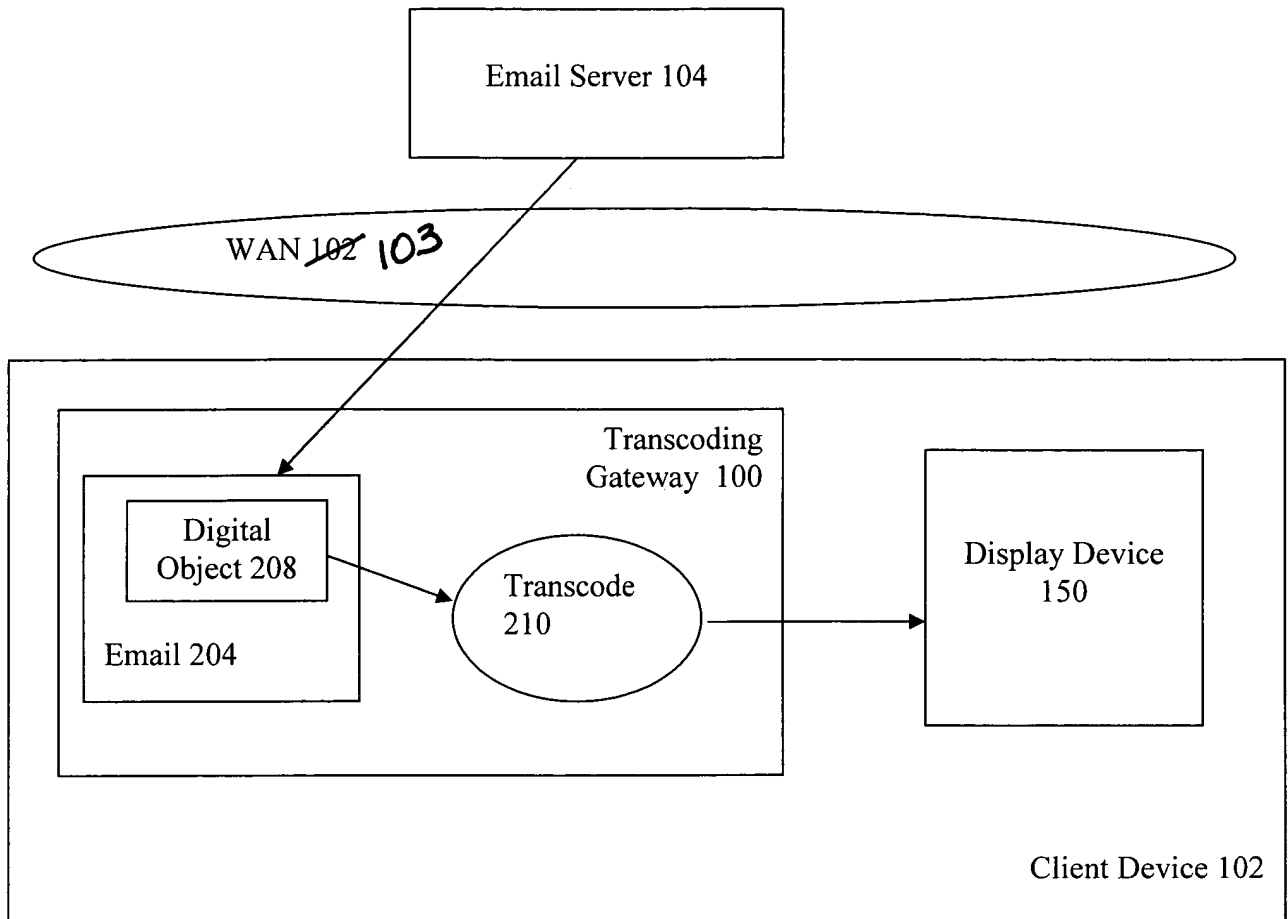 Email Server 104
WAN 102 103
Transcoding
Gateway 100
Digital
Object 208
Transcode
210
Email 204
Display Device
150
Client Device 102